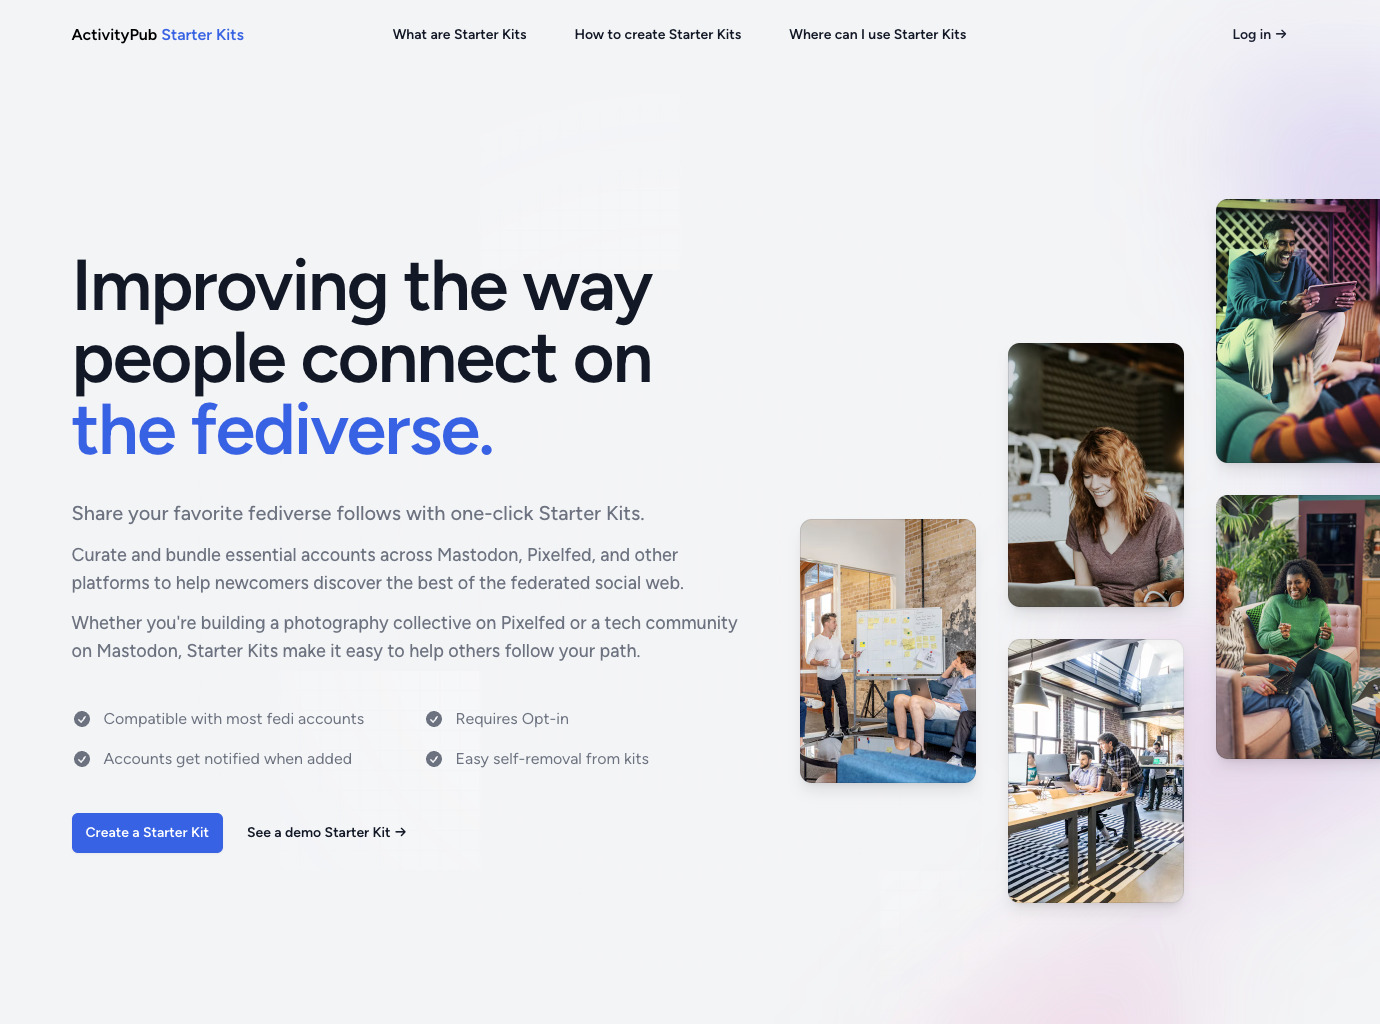 ActivityPub Starter Kits
What are Starter Kits
How to create Starter Kits
Where can I use Starter Kits
Log in →
Improving the way
people connect on
the fediverse.
Share your favorite fediverse follows with one-click Starter Kits.
Curate and bundle essential accounts across Mastodon, Pixelfed, and other
platforms to help newcomers discover the best of the federated social web.
Whether you're building a photography collective on Pixelfed or a tech community
on Mastodon, Starter Kits make it easy to help others follow your path.
Compatible with most fedi accounts
Requires Opt-in
Accounts get notified when added
Easy self-removal from kits
Create a Starter Kit
See a demo Starter Kit →